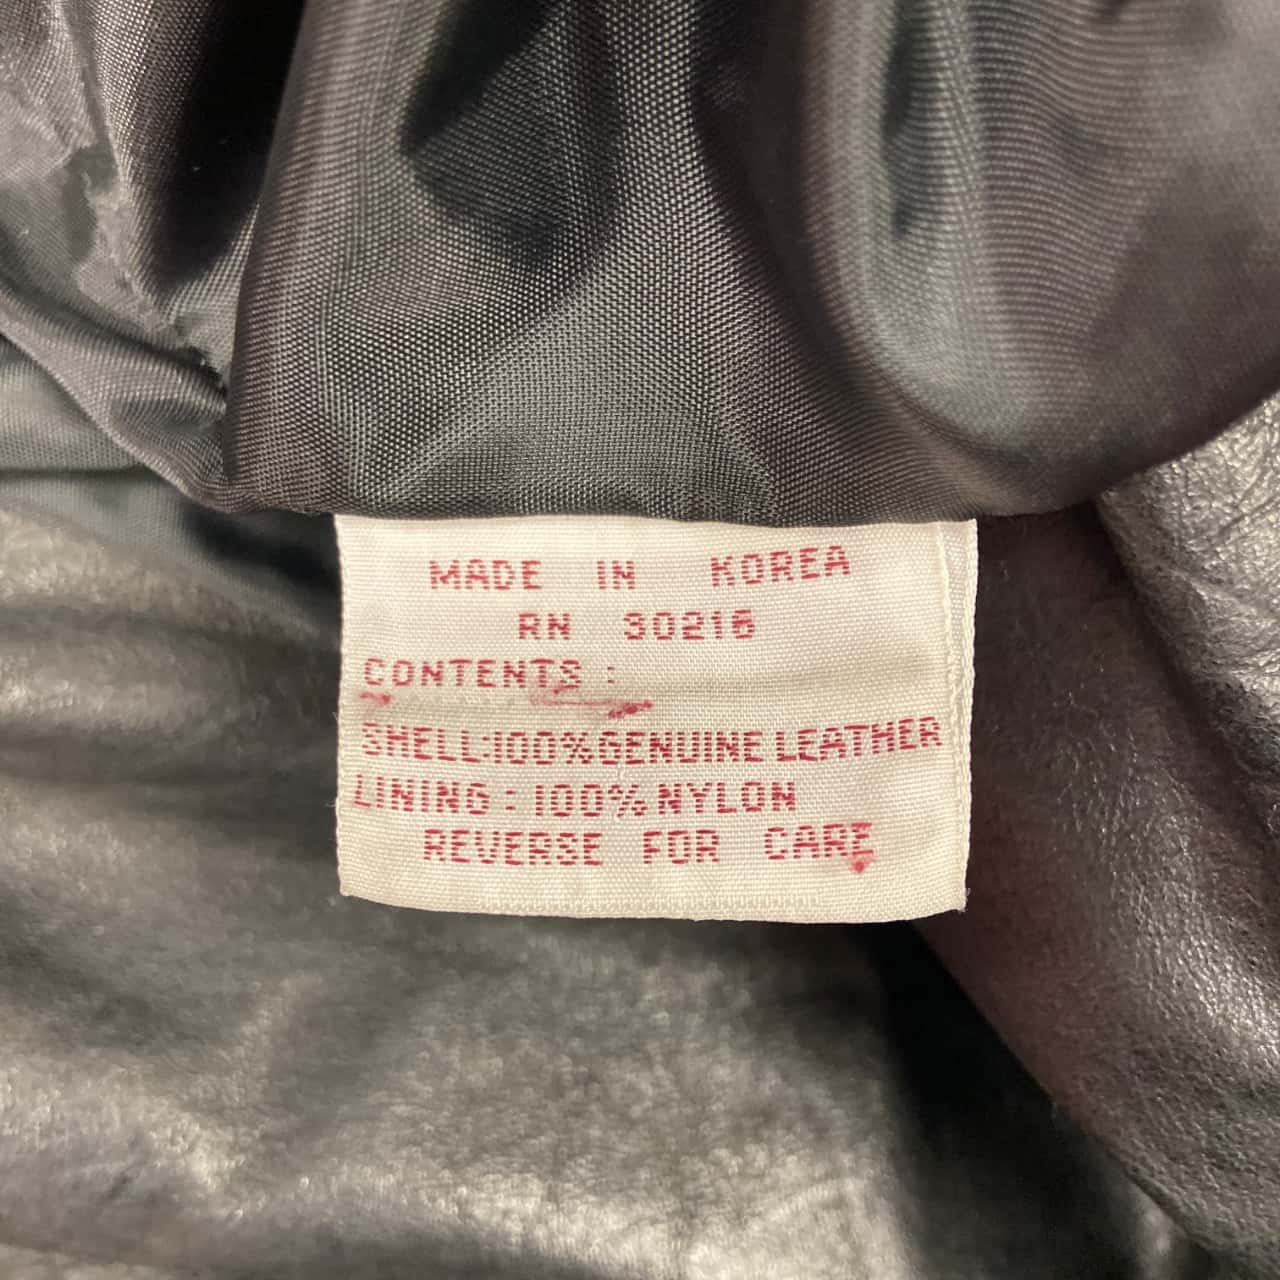 MADE IN KOREA
RN 30216
CONTENTS :
SHELL:100%GENUINE LEATHER
LINING : 100% NYLON
REVERSE FOR CARE